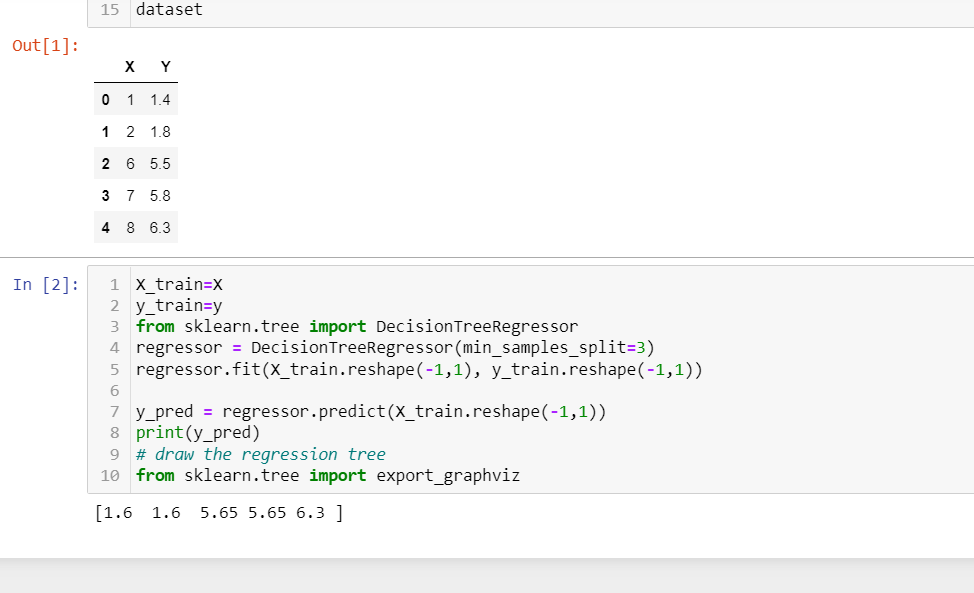 15 dataset
Out[1]:
X Y
0 1 1.4
1 2 1.8
2 6 5.5
3 7 5.8
4 8 6.3
In [2]:
1 X_train=X
2 y_train=y
3 from sklearn.tree import DecisionTreeRegressor
4 regressor = DecisionTreeRegressor(min_samples_split=3)
5 regressor.fit(X_train.reshape(-1,1), y_train.reshape(-1,1))
6
7 y_pred = regressor.predict(X_train.reshape(-1,1))
8 print(y_pred)
9 # draw the regression tree
10 from sklearn.tree import export_graphviz
[1.6  1.6  5.65 5.65 6.3 ]